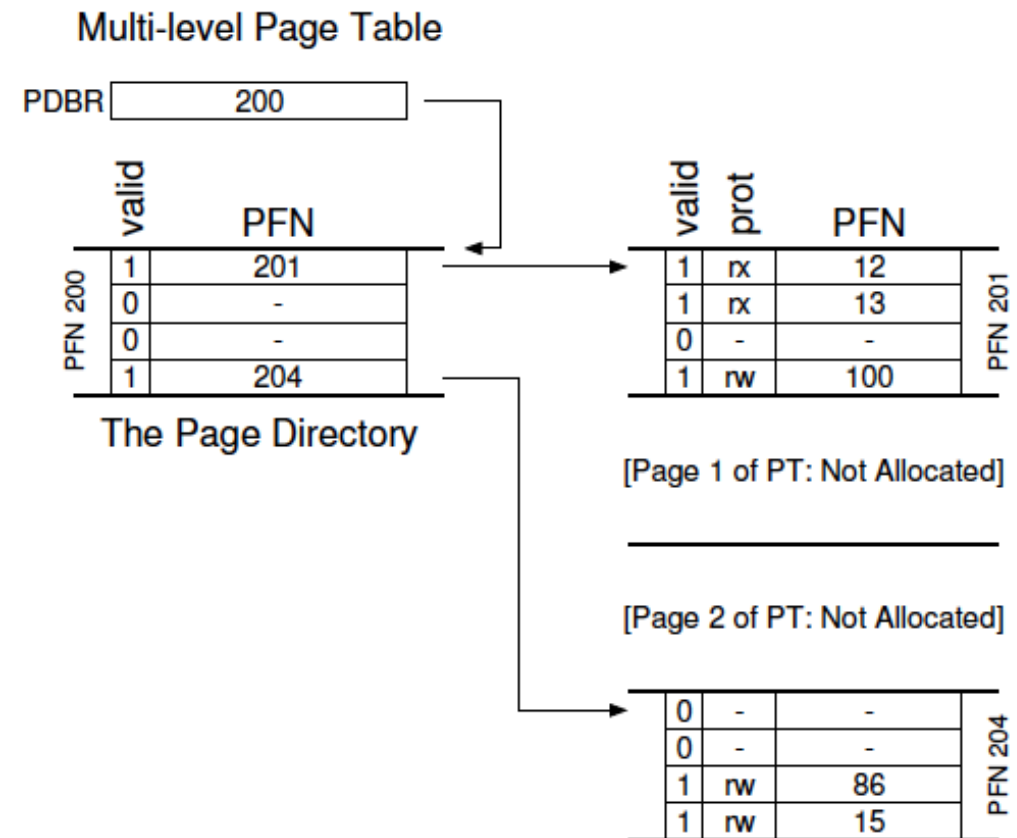 Multi-level Page Table
PDBR 200
valid PFN
PFN 200
1 201
0 -
0 -
1 204
The Page Directory
valid prot PFN
1 rx 12
1 rx 13
0 - -
1 rw 100
PFN 201
[Page 1 of PT: Not Allocated]
[Page 2 of PT: Not Allocated]
0 - -
0 - -
1 rw 86
1 rw 15
PFN 204